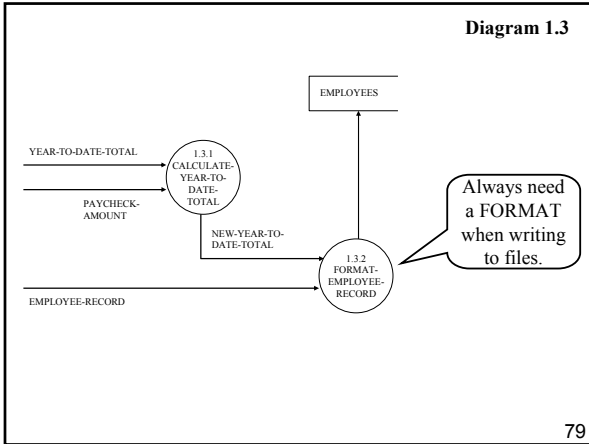 Diagram 1.3
EMPLOYEES
YEAR-TO-DATE-TOTAL
1.3.1
CALCULATE-
YEAR-TO-
DATE-
TOTAL
PAYCHECK-
AMOUNT
Always need
a FORMAT
when writing
to files.
NEW-YEAR-TO-
DATE-TOTAL
1.3.2
FORMAT-
EMPLOYEE-
RECORD
EMPLOYEE-RECORD
79